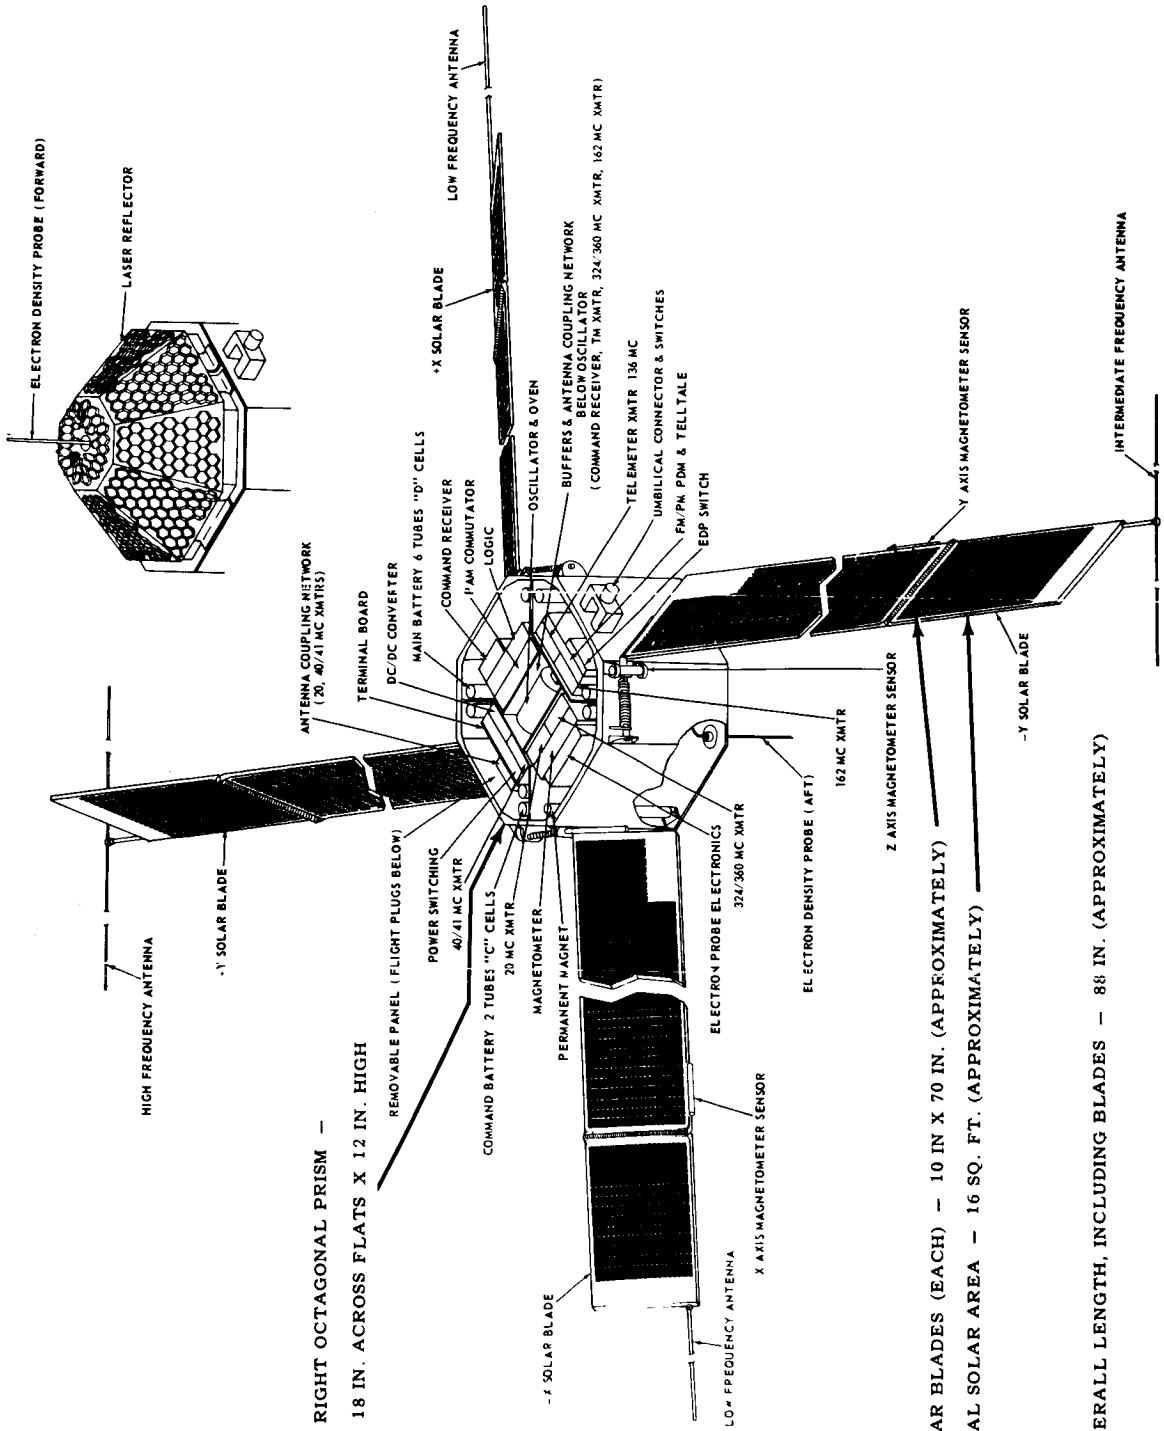 ELECTRON DENSITY PROBE (FORWARD)
LASER REFLECTOR
LOW FREQUENCY ANTENNA
+X SOLAR BLADE
ANTENNA COUPLING NETWORK
(20, 40/41 MC XMTRS)
TERMINAL BOARD
DC/DC CONVERTER
MAIN BATTERY 6 TUBES "D" CELLS
COMMAND RECEIVER
PAM COMMUTATOR
LOGIC
OSCILLATOR & OVEN
BUFFERS & ANTENNA COUPLING NETWORK
BELOW OSCILLATOR
(COMMAND RECEIVER, TM XMTR, 324/360 MC XMTR, 162 MC XMTR)
TELEMETER XMTR 136 MC
UMBILICAL CONNECTOR & SWITCHES
FM/PM, PDM & TELLTALE
EDP SWITCH
Y AXIS MAGNETOMETER SENSOR
INTERMEDIATE FREQUENCY ANTENNA
HIGH FREQUENCY ANTENNA
-Y SOLAR BLADE
REMOVABLE PANEL (FLIGHT PLUGS BELOW)
POWER SWITCHING
40/41 MC XMTR
COMMAND BATTERY 2 TUBES "C" CELLS
20 MC XMTR
MAGNETOMETER
PERMANENT MAGNET
ELECTRON PROBE ELECTRONICS
324/360 MC XMTR
ELECTRON DENSITY PROBE (AFT)
162 MC XMTR
Z AXIS MAGNETOMETER SENSOR
-Y SOLAR BLADE
RIGHT OCTAGONAL PRISM —
18 IN. ACROSS FLATS X 12 IN. HIGH
-X SOLAR BLADE
LOW FREQUENCY ANTENNA
X AXIS MAGNETOMETER SENSOR
AR BLADES (EACH) — 10 IN X 70 IN. (APPROXIMATELY)
AL SOLAR AREA — 16 SQ. FT. (APPROXIMATELY)
ERALL LENGTH, INCLUDING BLADES — 88 IN. (APPROXIMATELY)